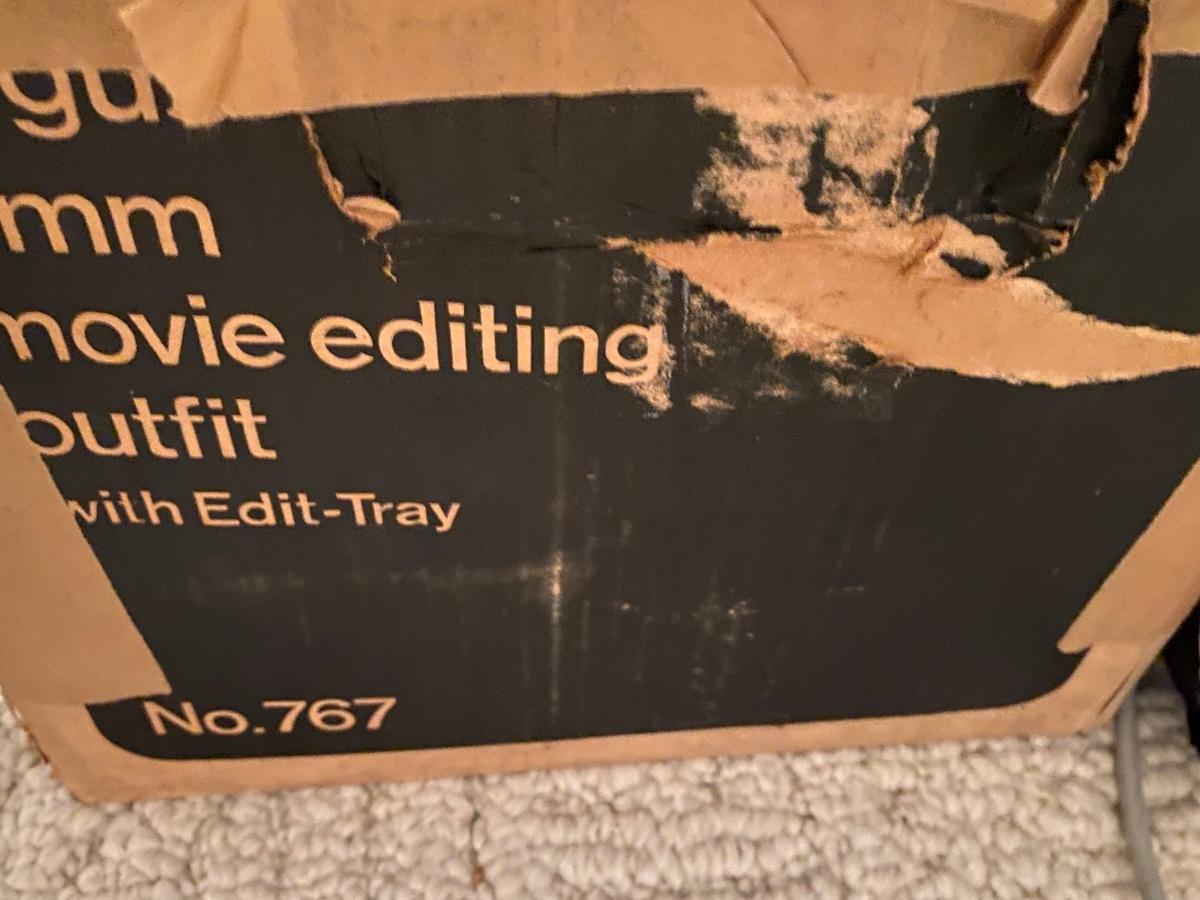 gu
mm
movie editing
outfit
with Edit-Tray
No.767